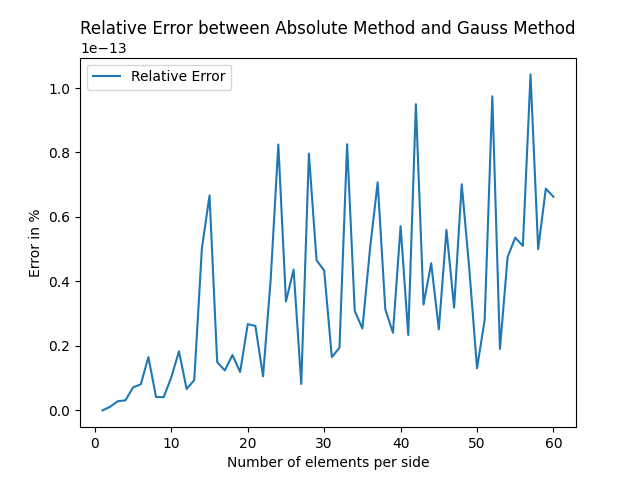 Relative Error between Absolute Method and Gauss Method
1e−13
Relative Error
1.0
0.8
0.6
0.4
0.2
0.0
Error in %
0 10 20 30 40 50 60
Number of elements per side